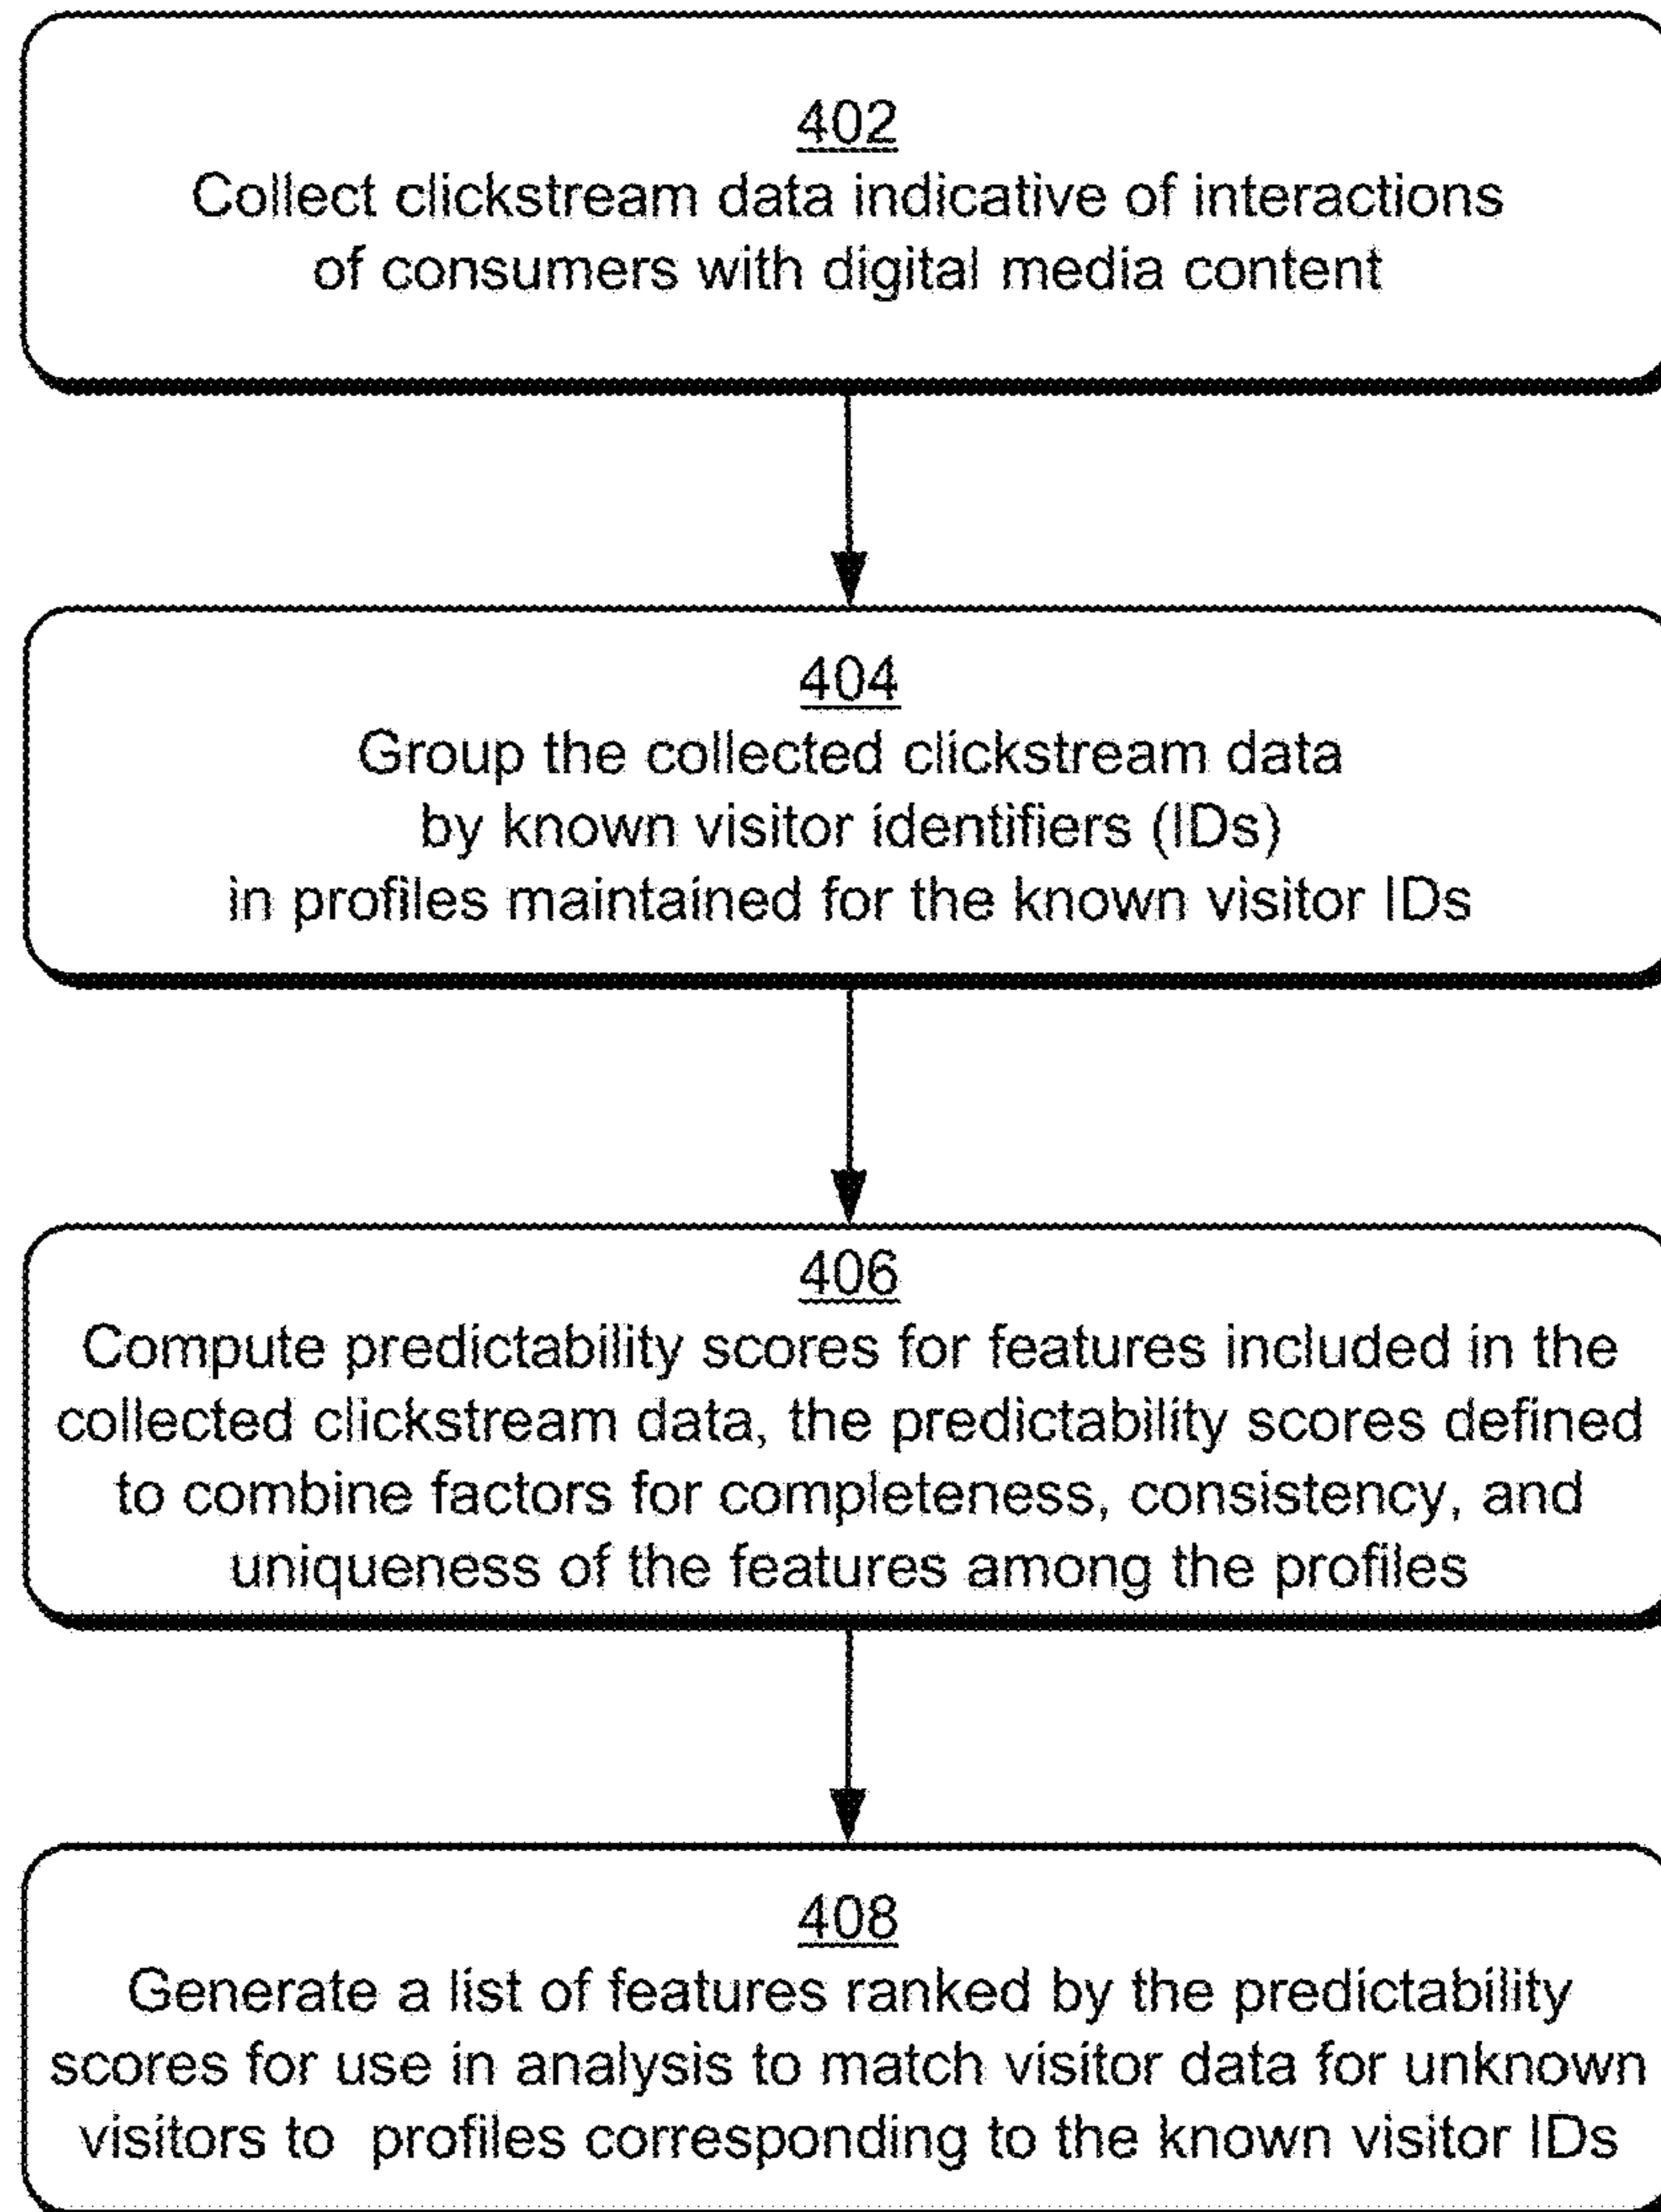 402
Collect clickstream data indicative of interactions
of consumers with digital media content
404
Group the collected clickstream data
by known visitor identifiers (IDs)
in profiles maintained for the known visitor IDs
406
Compute predictability scores for features included in the
collected clickstream data, the predictability scores defined
to combine factors for completeness, consistency, and
uniqueness of the features among the profiles
408
Generate a list of features ranked by the predictability
scores for use in analysis to match visitor data for unknown
visitors to profiles corresponding to the known visitor IDs